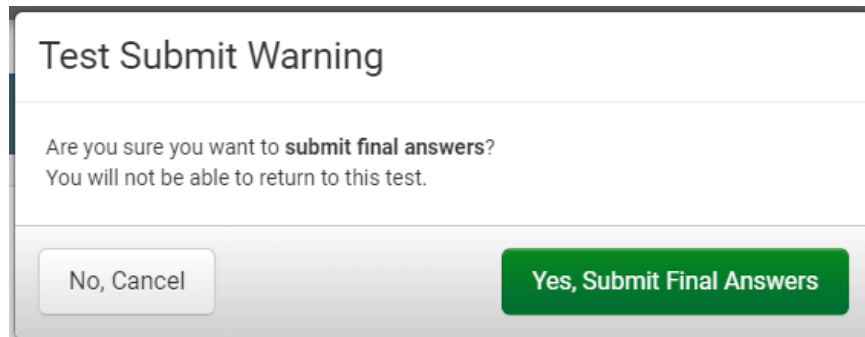 Test Submit Warning
Are you sure you want to submit final answers?
You will not be able to return to this test.
No, Cancel
Yes, Submit Final Answers